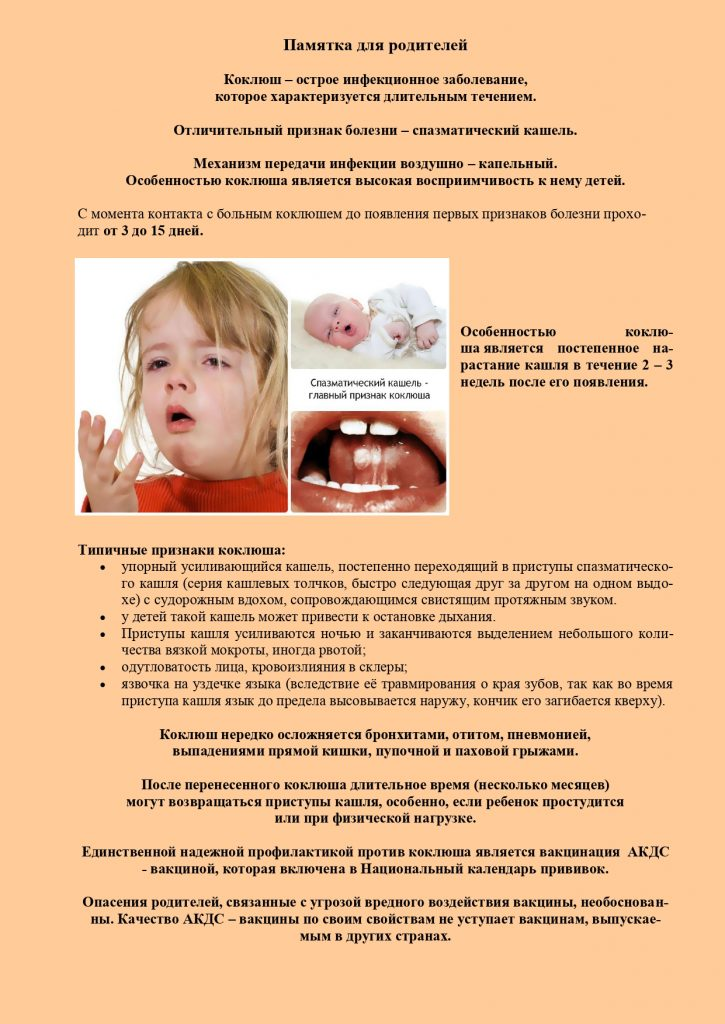 Памятка для родителей
Коклюш – острое инфекционное заболевание,
которое характеризуется длительным течением.
Отличительный признак болезни – спазматический кашель.
Механизм передачи инфекции воздушно – капельный.
Особенностью коклюша является высокая восприимчивость к нему детей.
С момента контакта с больным коклюшем до появления первых признаков болезни прохо-
дит от 3 до 15 дней.
Спазматический кашель -
главный признак коклюша
Особенностью коклю-
ша является постепенное на-
растание кашля в течение 2 – 3
недель после его появления.
Типичные признаки коклюша:
• упорный усиливающийся кашель, постепенно переходящий в приступы спазматическо-
го кашля (серия кашлевых толчков, быстро следующая друг за другом на одном выдо-
хе) с судорожным вдохом, сопровождающимся свистящим протяжным звуком.
• у детей такой кашель может привести к остановке дыхания.
• Приступы кашля усиливаются ночью и заканчиваются выделением небольшого коли-
чества вязкой мокроты, иногда рвотой;
• одутловатость лица, кровоизлияния в склеры;
• язвочка на уздечке языка (вследствие её травмирования о края зубов, так как во время
приступа кашля язык до предела высовывается наружу, кончик его загибается кверху).
Коклюш нередко осложняется бронхитами, отитом, пневмонией,
выпадениями прямой кишки, пупочной и паховой грыжами.
После перенесенного коклюша длительное время (несколько месяцев)
могут возвращаться приступы кашля, особенно, если ребенок простудится
или при физической нагрузке.
Единственной надежной профилактикой против коклюша является вакцинация АКДС
- вакциной, которая включена в Национальный календарь прививок.
Опасения родителей, связанные с угрозой вредного воздействия вакцины, необоснован-
ны. Качество АКДС – вакцины по своим свойствам не уступает вакцинам, выпускае-
мым в других странах.